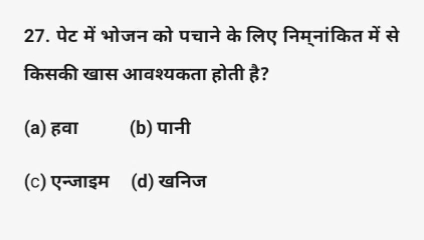 27. पेट में भोजन को पचाने के लिए निम्नांकित में से
किसकी खास आवश्यकता होती है?
(a) हवा (b) पानी
(c) एन्जाइम (d) खनिज